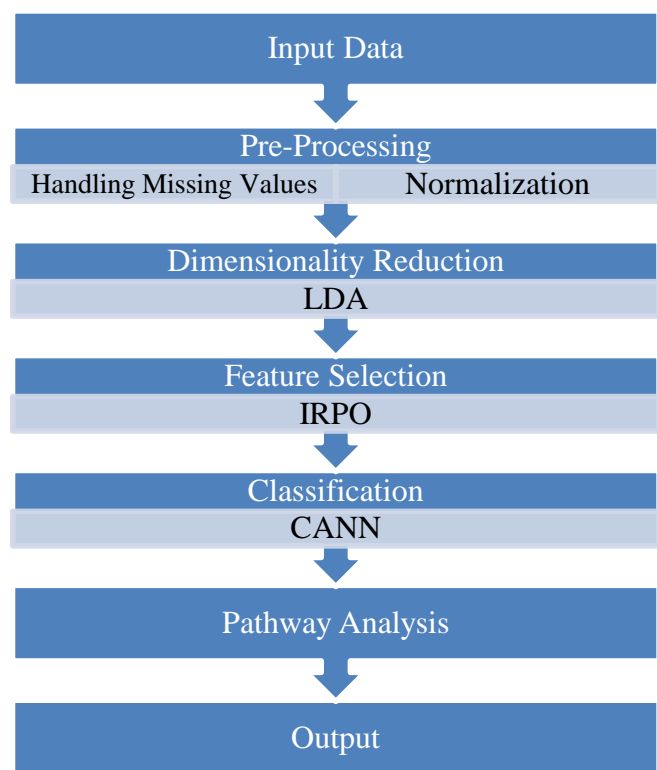 Input Data
Pre-Processing
Handling Missing Values
Normalization
Dimensionality Reduction
LDA
Feature Selection
IRPO
Classification
CANN
Pathway Analysis
Output